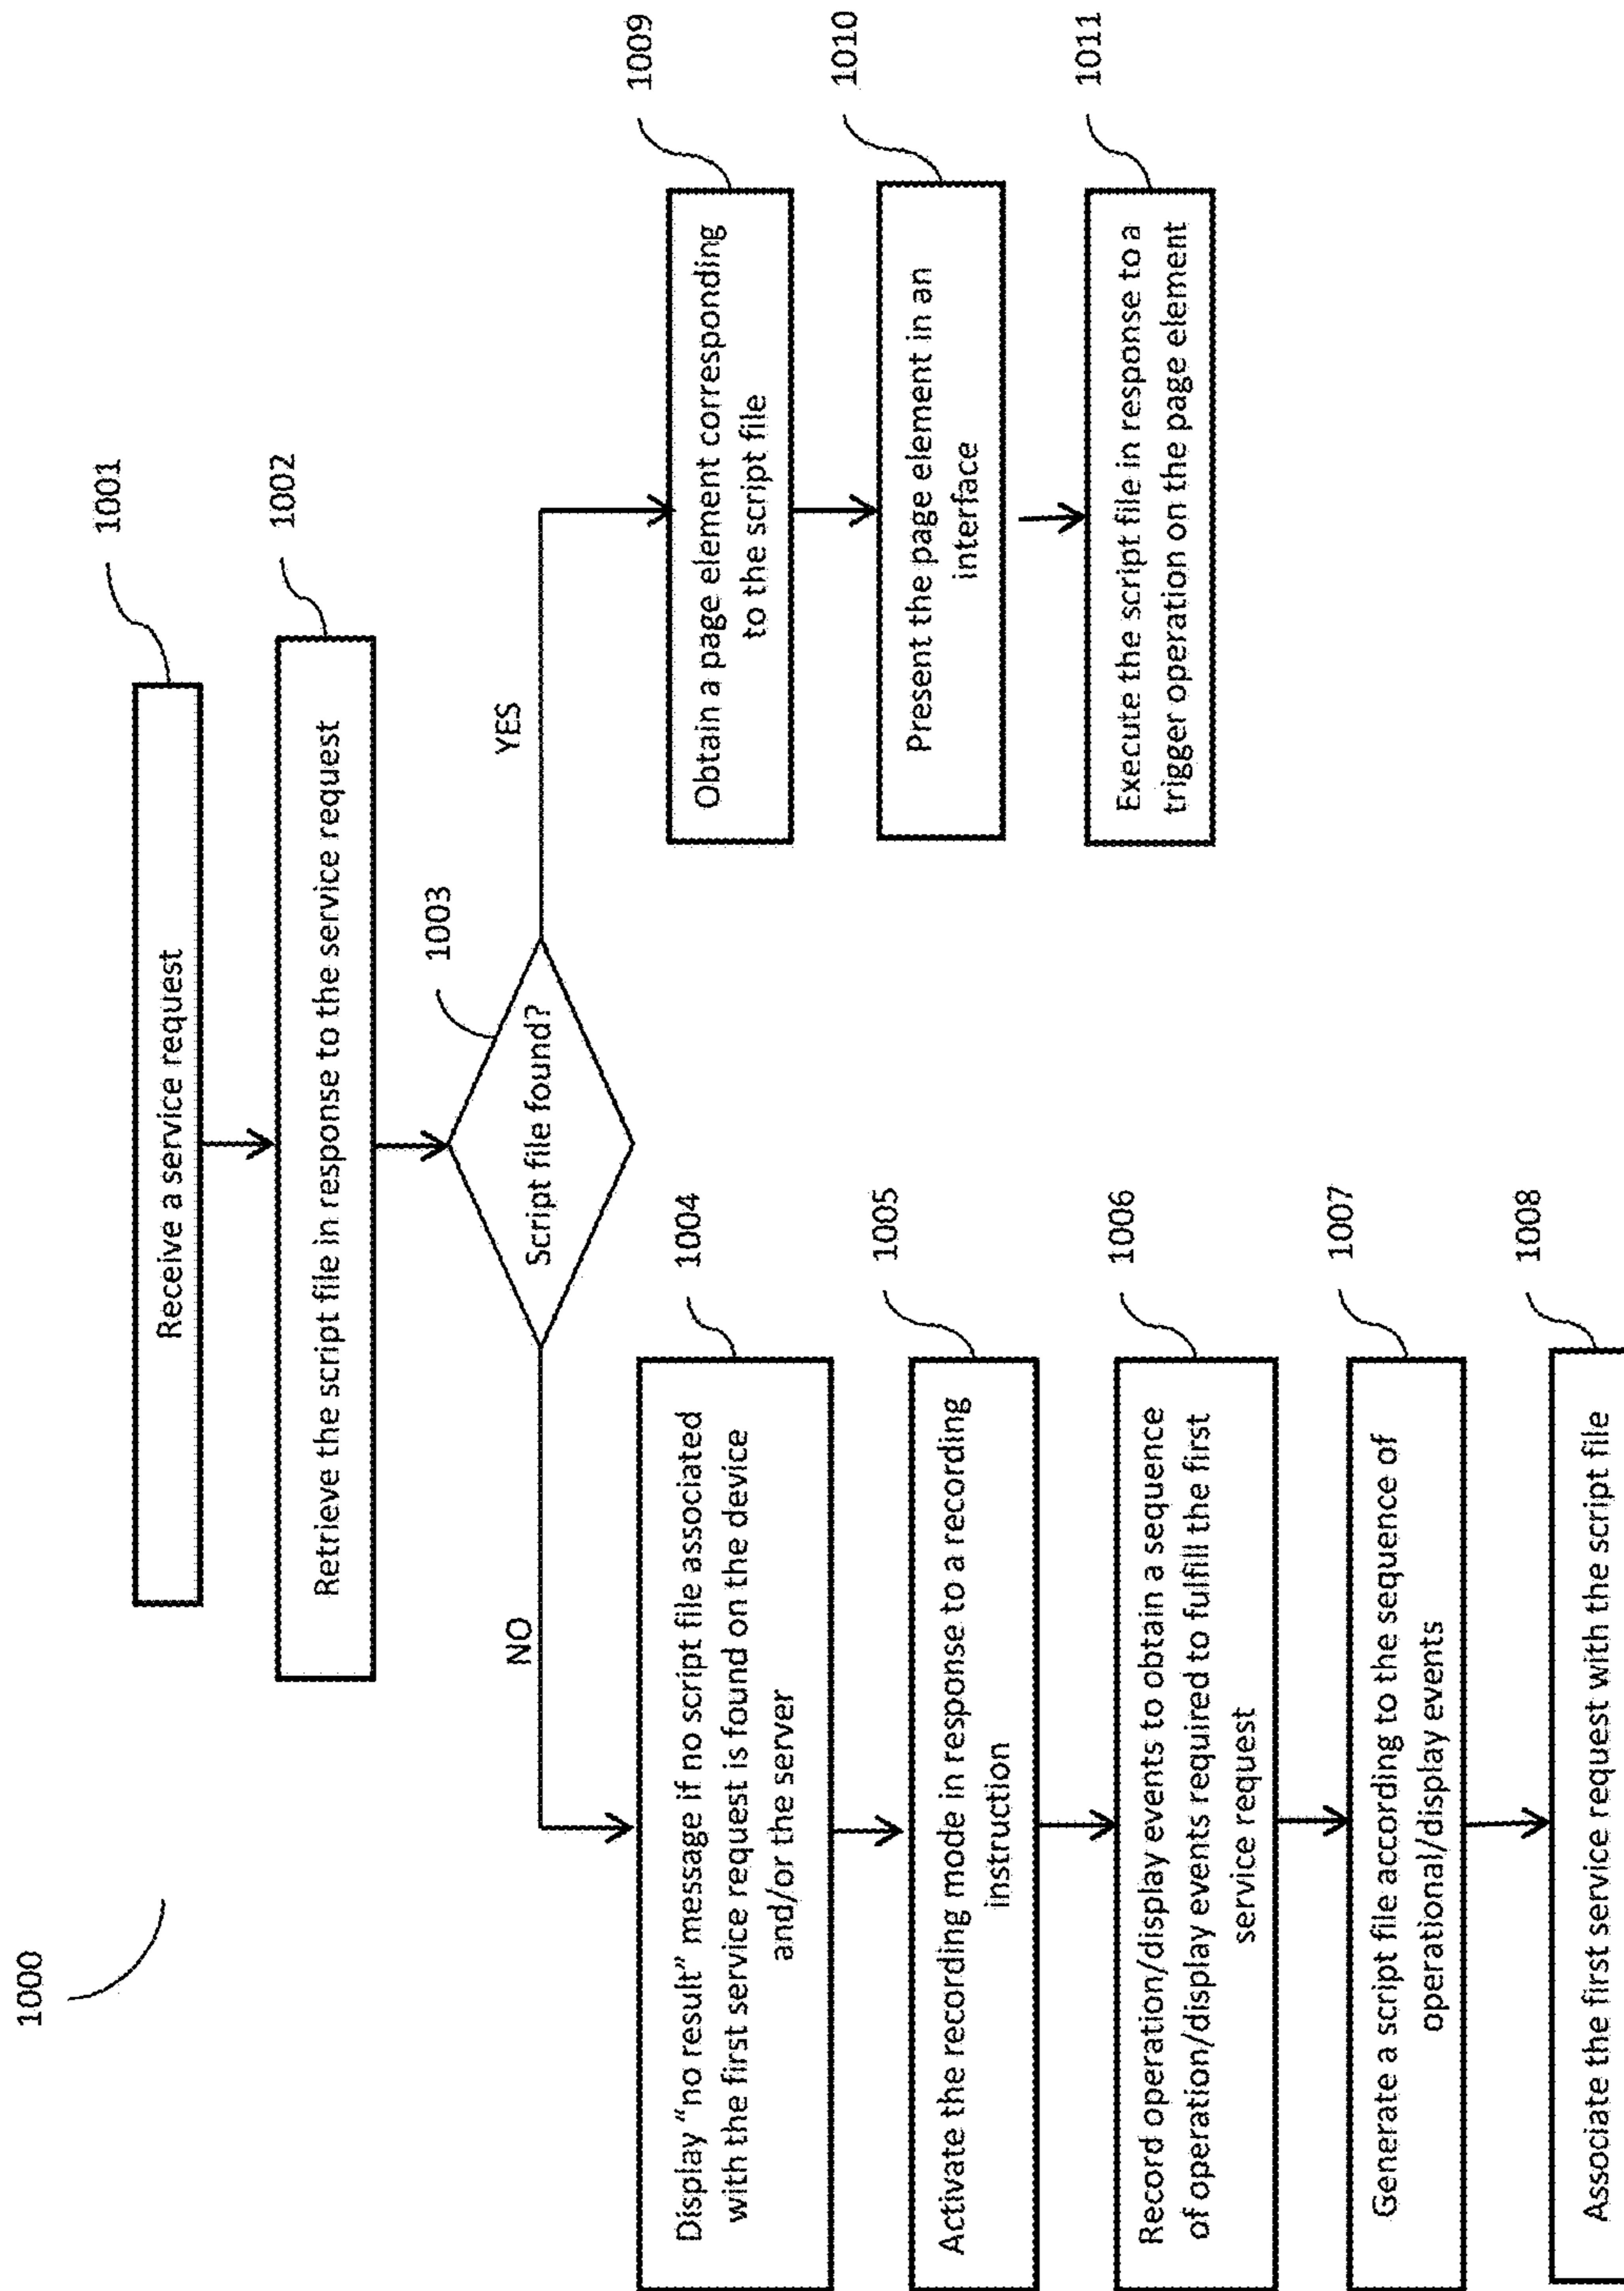 1000
1001
Receive a service request
1002
Retrieve the script file in response to the service request
1003
Script file found?
NO
YES
1004
Display "no result" message if no script file associated
with the first service request is found on the device
and/or the server
1005
Activate the recording mode in response to a recording
instruction
1006
Record operation/display events to obtain a sequence
of operation/display events required to fulfill the first
service request
1007
Generate a script file according to the sequence of
operational/display events
1008
Associate the first service request with the script file
1009
Obtain a page element corresponding
to the script file
1010
Present the page element in an
interface
1011
Execute the script file in response to a
trigger operation on the page element